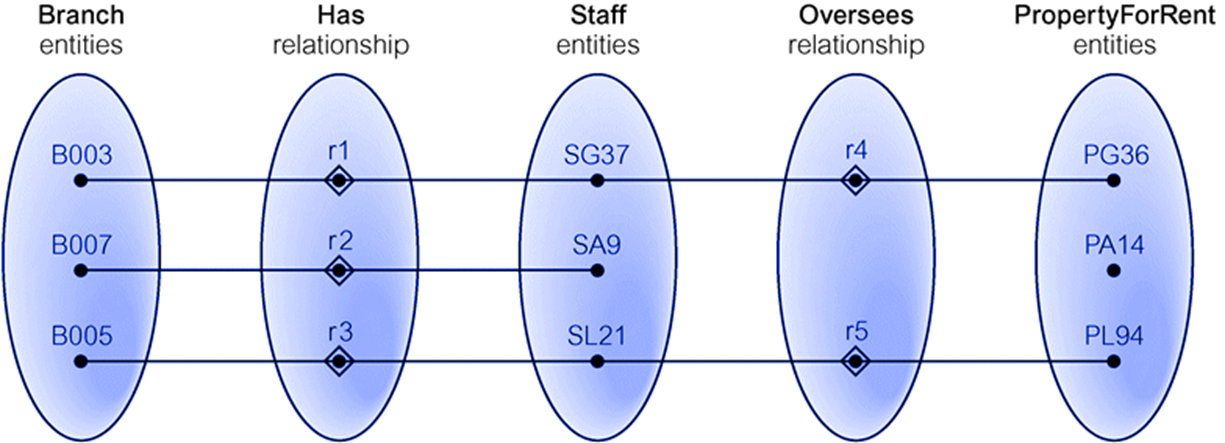 Branch
entities
Has
relationship
Staff
entities
Oversees
relationship
PropertyForRent
entities
B003
r1
SG37
r4
PG36
B007
r2
SA9
PA14
B005
r3
SL21
r5
PL94